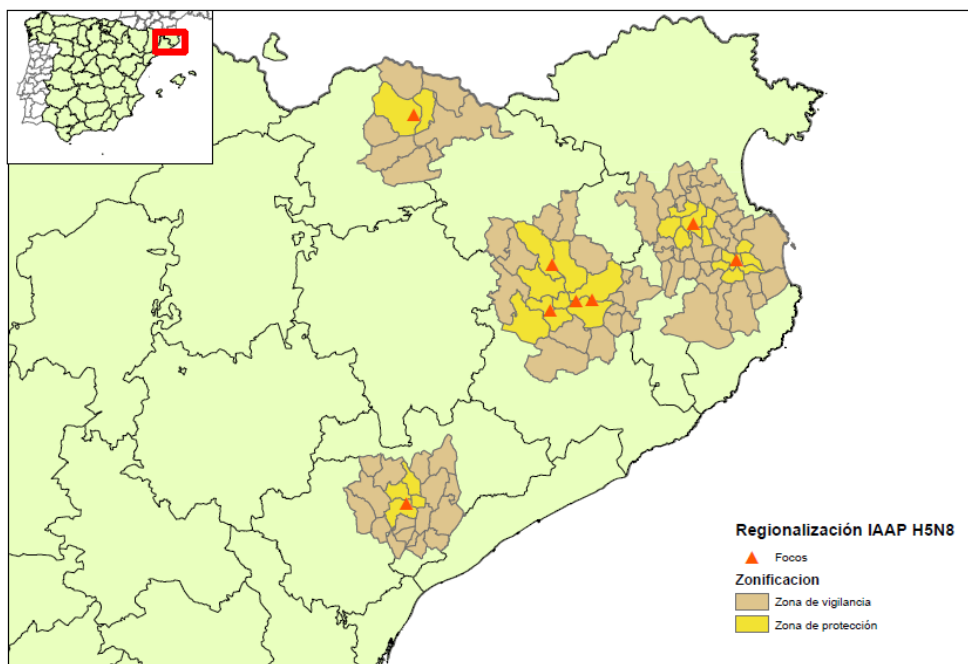 Regionalización IAAP H5N8
Focos
Zonificacion
Zona de vigilancia
Zona de protección